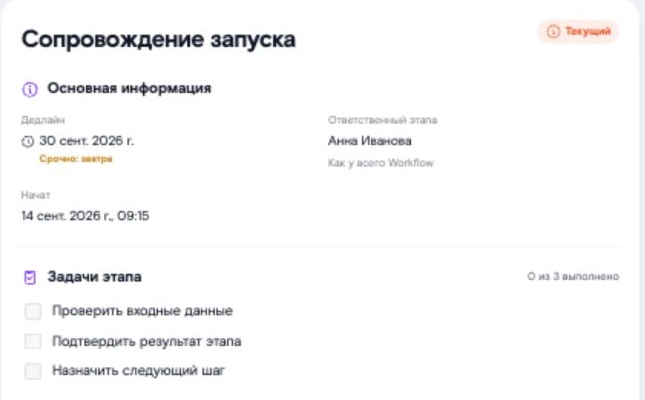 Сопровождение запуска
Текущий
Основная информация
Дедлайн
Ответственный этапа
30 сент. 2026 г.
Анна Иванова
Срочно: завтра
Как у всего Workflow
Начат
14 сент. 2026 г., 09:15
Задачи этапа
0 из 3 выполнено
Проверить входные данные
Подтвердить результат этапа
Назначить следующий шаг